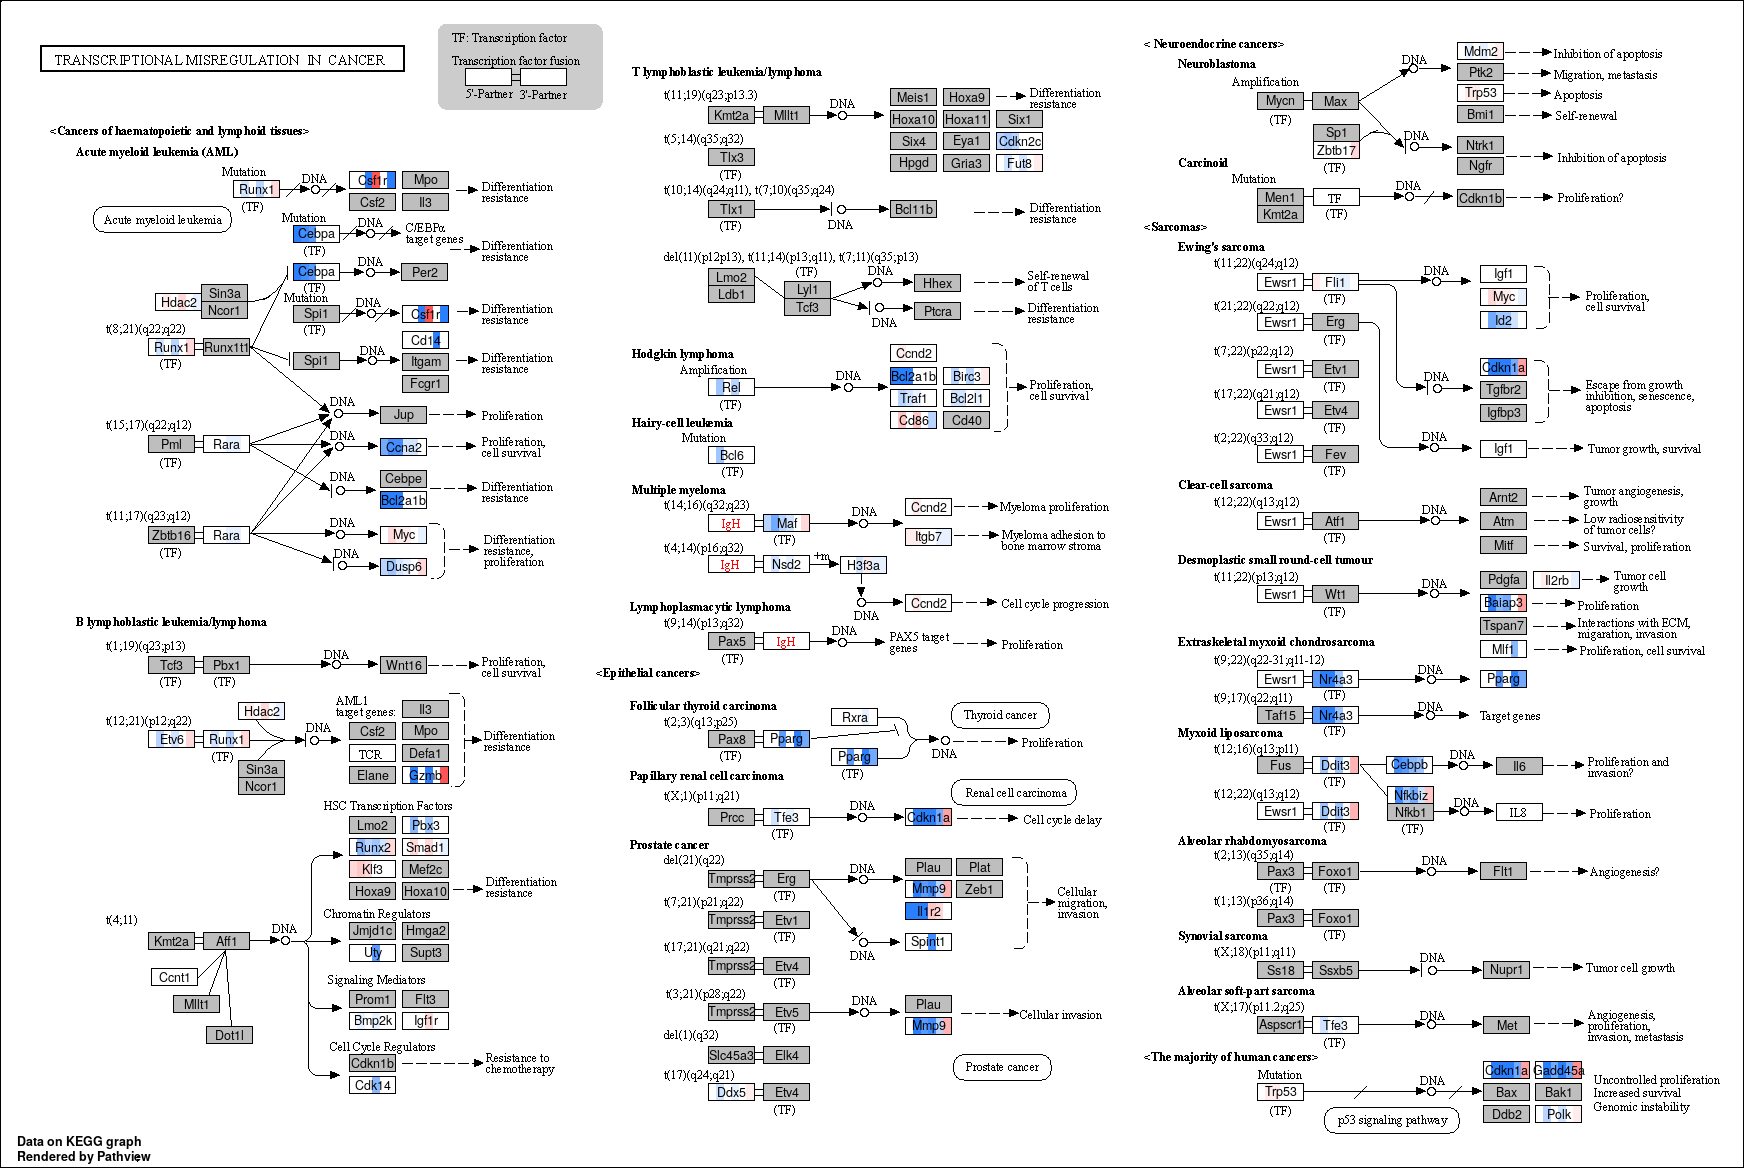 TRANSCRIPTIONAL MISREGULATION IN CANCER
TF: Transcription factor
Transcription factor fusion
5'-Partner 3'-Partner
<Cancers of haematopoietic and lymphoid tissues>
Acute myeloid leukemia (AML)
Mutation
Runx1
(TF)
DNA
Csf1r
Mpo
Csf2
Il3
Differentiation
resistance
Acute myeloid leukemia
Mutation
Cebpa
(TF)
DNA
C/EBPα
target genes
Differentiation
resistance
Cebpa
(TF)
DNA
Per2
Hdac2
Sin3a
Ncor1
Mutation
Spi1
(TF)
DNA
Csf1r
Differentiation
resistance
t(8;21)(q22;q22)
Runx1
Runx1t1
(TF)
Spi1
DNA
Cd14
Itgam
Fcgr1
Differentiation
resistance
DNA
Jup
Proliferation
t(15;17)(q22;q12)
Pml
Rara
(TF)
DNA
Ccna2
Proliferation,
cell survival
DNA
Cebpe
Bcl2a1b
Differentiation
resistance
t(11;17)(q23;q12)
Zbtb16
Rara
(TF)
DNA
Myc
DNA
Dusp6
Differentiation
resistance,
proliferation
B lymphoblastic leukemia/lymphoma
t(1;19)(q23;p13)
Tcf3
Pbx1
(TF)
(TF)
DNA
Wnt16
Proliferation,
cell survival
t(12;21)(p12;q22)
Etv6
Runx1
(TF)
Hdac2
Sin3a
Ncor1
DNA
AML1
target genes:
Il3
Csf2
Mpo
TCR
Defa1
Elane
Gzmb
Differentiation
resistance
HSC Transcription Factors
Lmo2
Pbx3
Runx2
Smad1
Klf3
Mef2c
Hoxa9
Hoxa10
Differentiation
resistance
t(4;11)
Kmt2a
Aff1
DNA
Ccnt1
Mllt1
Dot1l
Chromatin Regulators
Jmjd1c
Hmga2
Uty
Supt3
Signaling Mediators
Prom1
Flt3
Bmp2k
Igf1r
Cell Cycle Regulators
Cdkn1b
Cdk14
Resistance to
chemotherapy
T lymphoblastic leukemia/lymphoma
t(11;19)(q23;p13.3)
Kmt2a
Mllt1
DNA
Meis1
Hoxa9
Hoxa10
Hoxa11
Six1
Six4
Eya1
Cdkn2c
Hpgd
Gria3
Fut8
Differentiation
resistance
t(5;14)(q35;q32)
Tlx3
(TF)
t(10;14)(q24;q11), t(7;10)(q35;q24)
Tlx1
(TF)
DNA
Bcl11b
Differentiation
resistance
del(11)(p12p13), t(11;14)(p13;q11), t(7;11)(q35;p13)
(TF)
Lmo2
Ldb1
Lyl1
Tcf3
DNA
Hhex
Self-renewal
of T cells
DNA
Ptcra
Differentiation
resistance
Hodgkin lymphoma
Amplification
Rel
(TF)
DNA
Ccnd2
Bcl2a1b
Birc3
Traf1
Bcl2l1
Cd86
Cd40
Proliferation,
cell survival
Hairy-cell leukemia
Mutation
Bcl6
(TF)
Multiple myeloma
t(14;16)(q32;q23)
IgH
Maf
(TF)
DNA
Ccnd2
Myeloma proliferation
Itgb7
Myeloma adhesion to
bone marrow stroma
t(4;14)(p16;q32)
IgH
Nsd2
+m
H3f3a
DNA
Ccnd2
Cell cycle progression
Lymphoplasmacytic lymphoma
t(9;14)(p13;q32)
Pax5
IgH
(TF)
DNA
PAX5 target
genes
Proliferation
<Epithelial cancers>
Follicular thyroid carcinoma
t(2;3)(q13;p25)
Pax8
Pparg
(TF)
Rxra
Pparg
(TF)
DNA
Thyroid cancer
Proliferation
Papillary renal cell carcinoma
t(X;1)(p11;q21)
Prcc
Tfe3
(TF)
DNA
Cdkn1a
Renal cell carcinoma
Cell cycle delay
Prostate cancer
del(21)(q22)
Tmprss2
Erg
(TF)
DNA
Plau
Plat
Mmp9
Zeb1
Il1r2
DNA
Spint1
Cellular
migration,
invasion
t(7;21)(p21;q22)
Tmprss2
Etv1
(TF)
t(17;21)(q21;q22)
Tmprss2
Etv4
(TF)
t(3;21)(p28;q22)
Tmprss2
Etv5
(TF)
DNA
Plau
Mmp9
Cellular invasion
del(1)(q32)
Slc45a3
Elk4
t(17)(q24;q21)
Ddx5
Etv4
(TF)
Prostate cancer
<Neuroendocrine cancers>
Neuroblastoma
Amplification
Mycn
Max
(TF)
DNA
Mdm2
Inhibition of apoptosis
Ptk2
Migration, metastasis
Trp53
Apoptosis
Bmi1
Self-renewal
Sp1
Zbtb17
(TF)
DNA
Ntrk1
Ngfr
Inhibition of apoptosis
Carcinoid
Mutation
Men1
Kmt2a
TF
(TF)
DNA
Cdkn1b
Proliferation?
<Sarcomas>
Ewing's sarcoma
t(11;22)(q24;q12)
Ewsr1
Fli1
(TF)
DNA
Igf1
Myc
Id2
Proliferation,
cell survival
t(21;22)(q22;q12)
Ewsr1
Erg
(TF)
t(7;22)(p22;q12)
Ewsr1
Etv1
(TF)
DNA
Cdkn1a
Tgfbr2
Igfbp3
Escape from growth
inhibition, senescence,
apoptosis
t(17;22)(q21;q12)
Ewsr1
Etv4
(TF)
t(2;22)(q33;q12)
Ewsr1
Fev
(TF)
DNA
Igf1
Tumor growth, survival
Clear-cell sarcoma
t(12;22)(q13;q12)
Ewsr1
Atf1
(TF)
DNA
Arnt2
Tumor angiogenesis,
growth
Atm
Low radiosensitivity
of tumor cells?
Mitf
Survival, proliferation
Desmoplastic small round-cell tumour
t(11;22)(p13;q12)
Ewsr1
Wt1
(TF)
DNA
Pdgfa
Il2rb
Tumor cell
growth
Baiap3
Proliferation
Tspan7
Interactions with ECM,
migaration, invasion
Mlf1
Proliferation, cell survival
Extraskeletal myxoid chondrosarcoma
t(9;22)(q22-31;q11-12)
Ewsr1
Nr4a3
(TF)
DNA
Pparg
t(9;17)(q22;q11)
Taf15
Nr4a3
(TF)
DNA
Target genes
Myxoid liposarcoma
t(12;16)(q13;p11)
Fus
Ddit3
(TF)
Cebpb
DNA
Il6
Proliferation and
invasion?
t(12;22)(q13;q12)
Ewsr1
Ddit3
(TF)
Nfkbiz
Nfkb1
(TF)
DNA
IL8
Proliferation
Alveolar rhabdomyosarcoma
t(2;13)(q35;q14)
Pax3
Foxo1
(TF)
(TF)
DNA
Flt1
Angiogenesis?
t(1;13)(p36;q14)
Pax3
Foxo1
(TF)
Synovial sarcoma
t(X;18)(p11;q11)
Ss18
Ssxb5
DNA
Nupr1
Tumor cell growth
Alveolar soft-part sarcoma
t(X;17)(p11.2;q25)
Aspscr1
Tfe3
(TF)
DNA
Met
Angiogenesis,
proliferation,
invasion, metastasis
<The majority of human cancers>
Mutation
Trp53
(TF)
DNA
Cdkn1a
Gadd45a
Bax
Bak1
Ddb2
Polk
Uncontrolled proliferation
Increased survival
Genomic instability
p53 signaling pathway
Data on KEGG graph
Rendered by Pathview